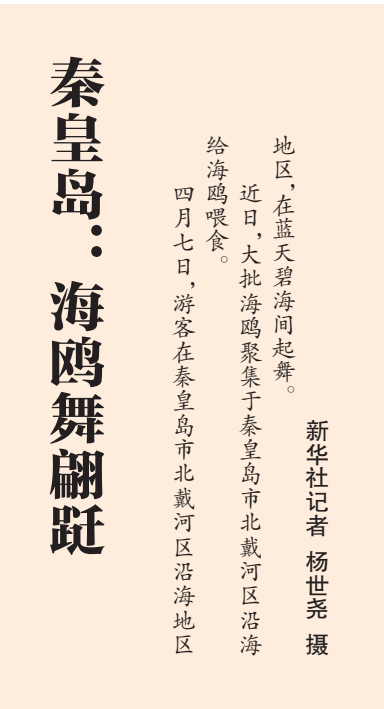 秦皇岛：海鸥舞翩跹
四月七日，游客在秦皇岛市北戴河区沿海地区
给海鸥喂食。
近日，大批海鸥聚集于秦皇岛市北戴河区沿海
地区，在蓝天碧海间起舞。
新华社记者 杨世尧 摄